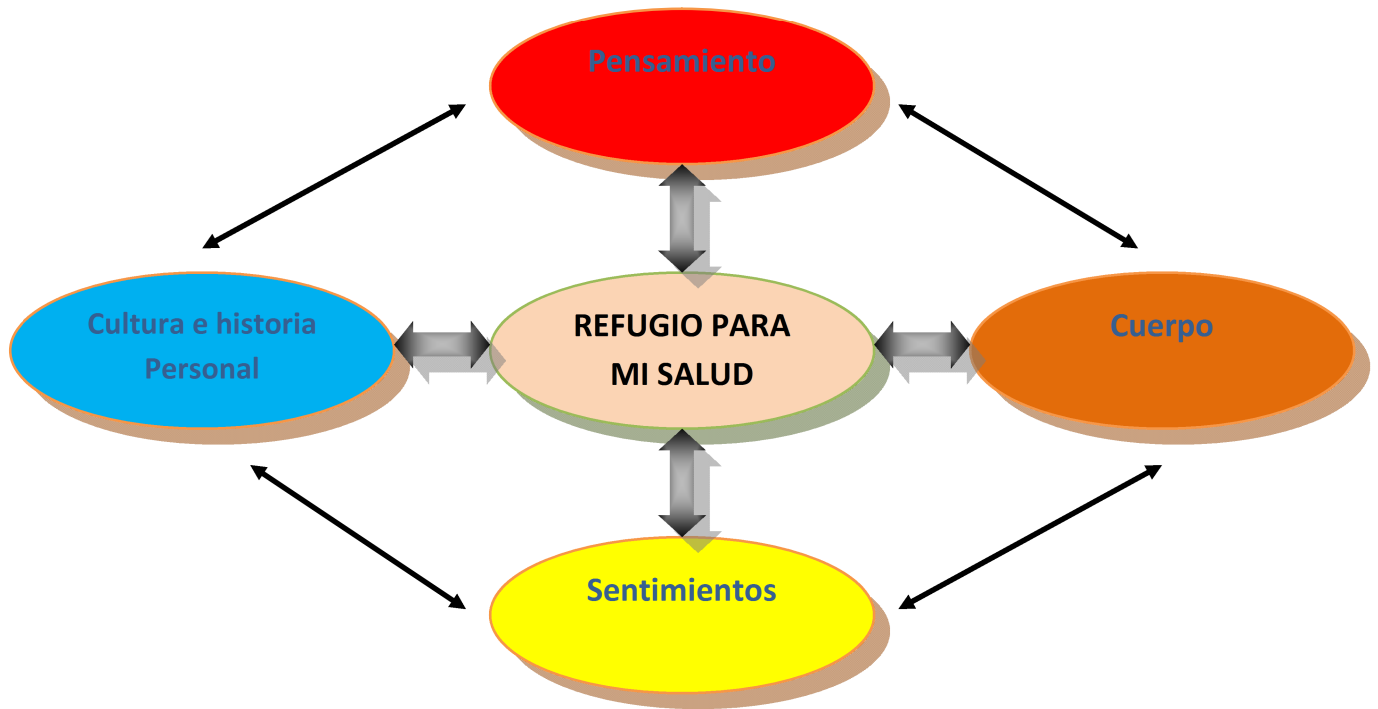 Pensamiento
Cultura e historia
Personal
REFUGIO PARA
MI SALUD
Cuerpo
Sentimientos